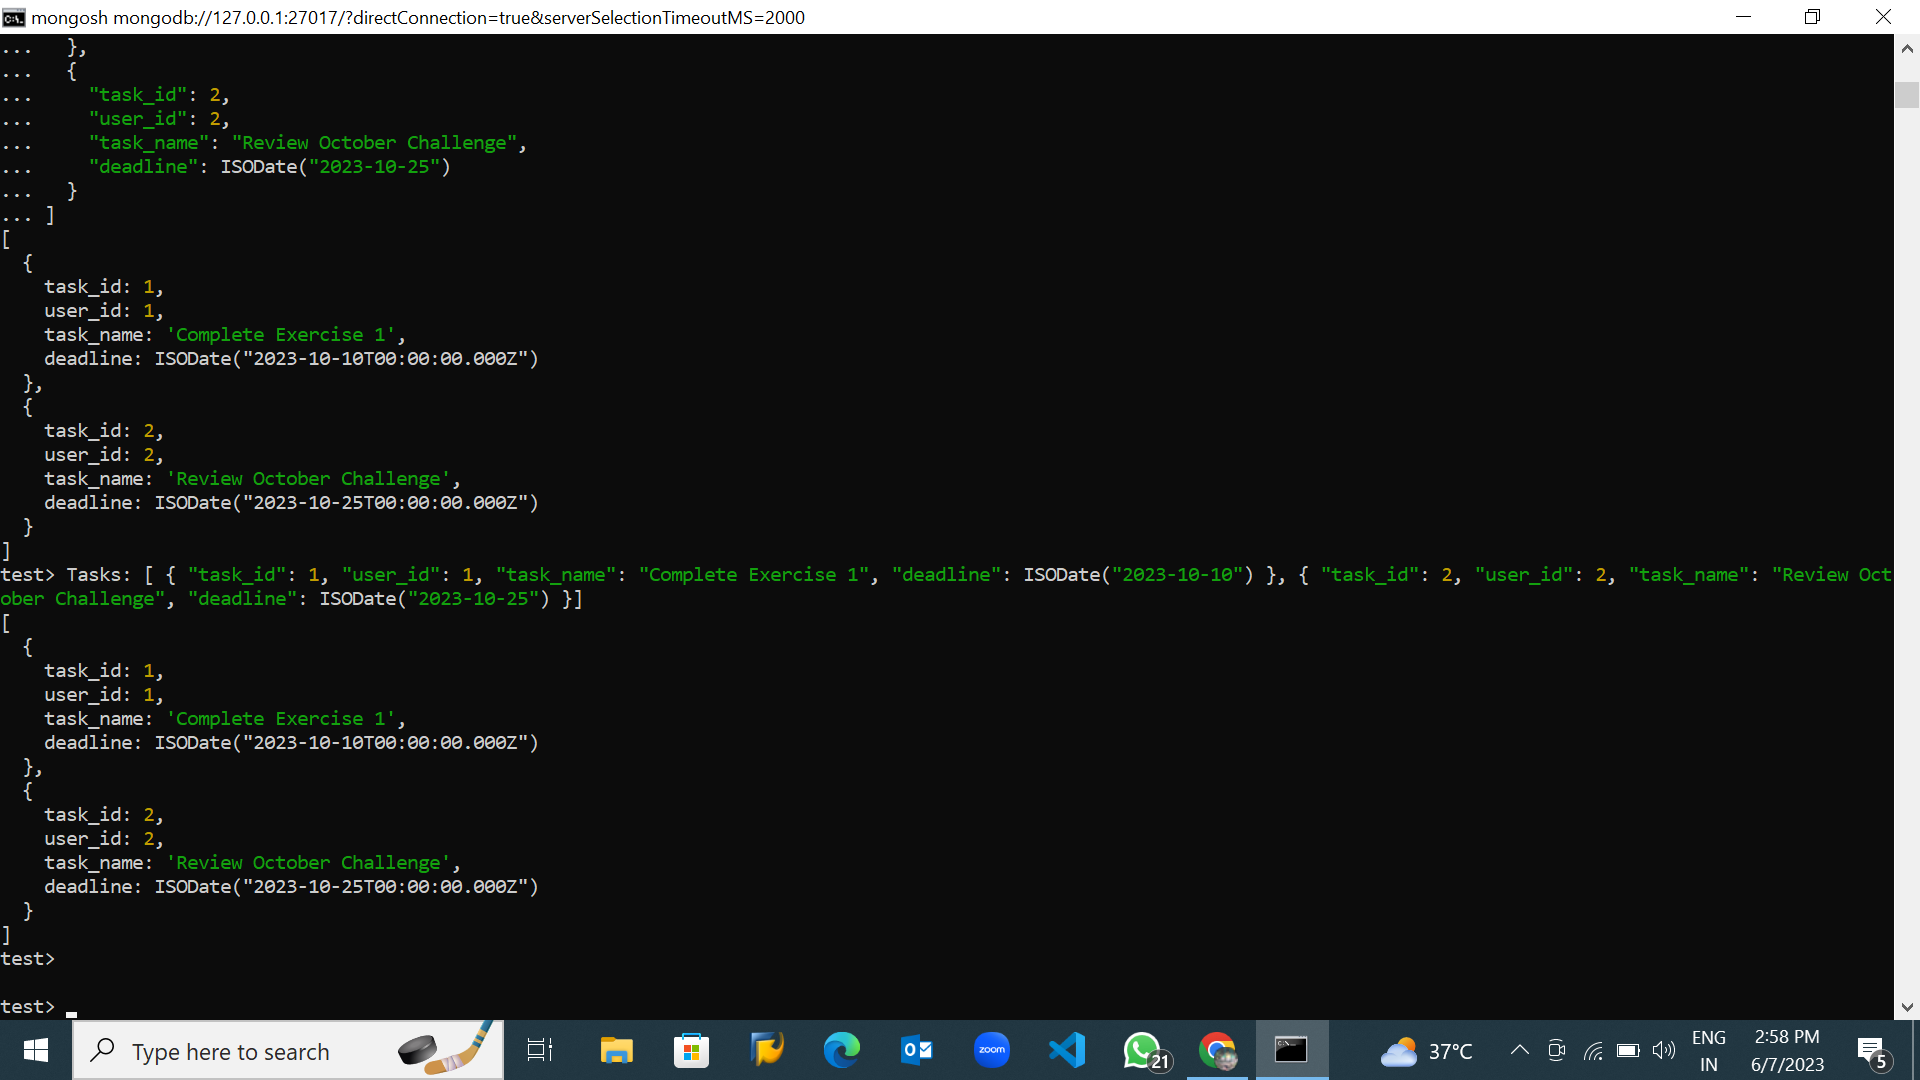 mongosh mongodb://127.0.0.1:27017/?directConnection=true&serverSelectionTimeoutMS=2000
...   },
...   {
...     "task_id": 2,
...     "user_id": 2,
...     "task_name": "Review October Challenge",
...     "deadline": ISODate("2023-10-25")
...   }
... ]
[
  {
    task_id: 1,
    user_id: 1,
    task_name: 'Complete Exercise 1',
    deadline: ISODate("2023-10-10T00:00:00.000Z")
  },
  {
    task_id: 2,
    user_id: 2,
    task_name: 'Review October Challenge',
    deadline: ISODate("2023-10-25T00:00:00.000Z")
  }
]
test> Tasks: [ { "task_id": 1, "user_id": 1, "task_name": "Complete Exercise 1", "deadline": ISODate("2023-10-10") }, { "task_id": 2, "user_id": 2, "task_name": "Review Oct
ober Challenge", "deadline": ISODate("2023-10-25") }]
[
  {
    task_id: 1,
    user_id: 1,
    task_name: 'Complete Exercise 1',
    deadline: ISODate("2023-10-10T00:00:00.000Z")
  },
  {
    task_id: 2,
    user_id: 2,
    task_name: 'Review October Challenge',
    deadline: ISODate("2023-10-25T00:00:00.000Z")
  }
]
test>
test>
Type here to search
zoom
21
37°C
ENG
IN
2:58 PM
6/7/2023
5